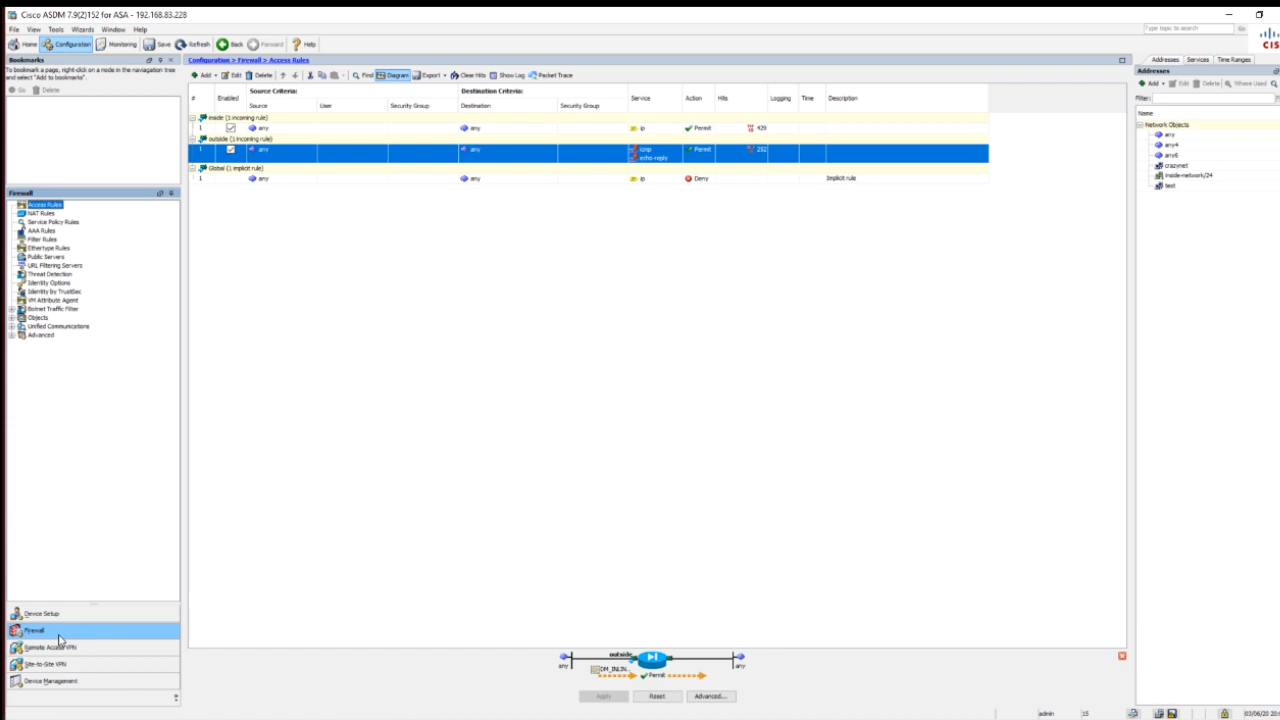 Cisco ASDM 7.9(2)152 for ASA - 192.168.83.228
File View Tools Wizards Window Help
Type topic to search
Home Configuration Monitoring Save Refresh Back Forward Help
CIS
Bookmarks
To bookmark a page, right-click on a node in the navigation tree
and select "Add to bookmarks".
Go Delete
Firewall
Access Rules
NAT Rules
Service Policy Rules
AAA Rules
Filter Rules
Ethertype Rules
Public Servers
URL Filtering Servers
Threat Detection
Identity Options
Identity by TrustSec
VM Attribute Agent
Botnet Traffic Filter
Objects
Unified Communications
Advanced
Device Setup
Firewall
Remote Access VPN
Site-to-Site VPN
Device Management
Configuration > Firewall > Access Rules
Add Edit Delete Find Diagram Export Clear Hits Show Log Packet Trace
Source Criteria: Destination Criteria:
# Enabled Source User Security Group Destination Security Group Service Action Hits Logging Time Description
inside (1 incoming rule)
1 any any ip Permit 429
outside (1 incoming rule)
1 any any icmp Permit 252
echo-reply
Global (1 implicit rule)
1 any any ip Deny Implicit rule
outside
any any
DM_INLIN...
Permit
Apply Reset Advanced...
Addresses Services Time Ranges
Addresses
Add Edit Delete Where Used
Filter:
Name
Network Objects
any
any4
any6
crazynet
inside-network/24
test
admin 15